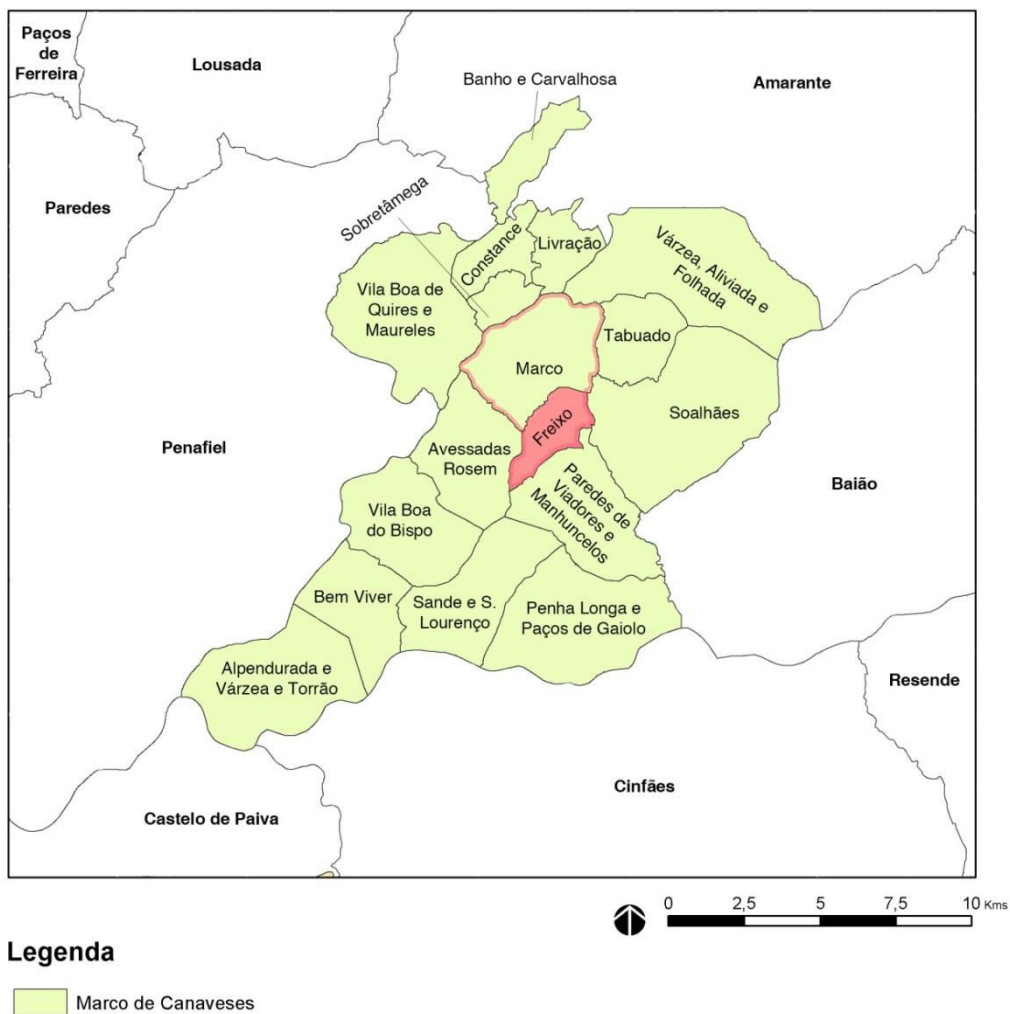 Paços
de
Ferreira
Lousada
Banho e Carvalhosa
Amarante
Paredes
Sobretâmega
Constance
Livração
Várzea, Aliviada e
Folhada
Vila Boa de
Quires e
Maureles
Tabuado
Marco
Freixo
Soalhães
Penafiel
Avessadas
Rosem
Paredes de
Viadores e
Manhuncelos
Baião
Vila Boa
do Bispo
Bem Viver
Sande e S.
Lourenço
Penha Longa e
Paços de Gaiolo
Alpendurada e
Várzea e Torrão
Resende
Cinfães
Castelo de Paiva
0 2,5 5 7,5 10 Kms
Legenda
Marco de Canaveses